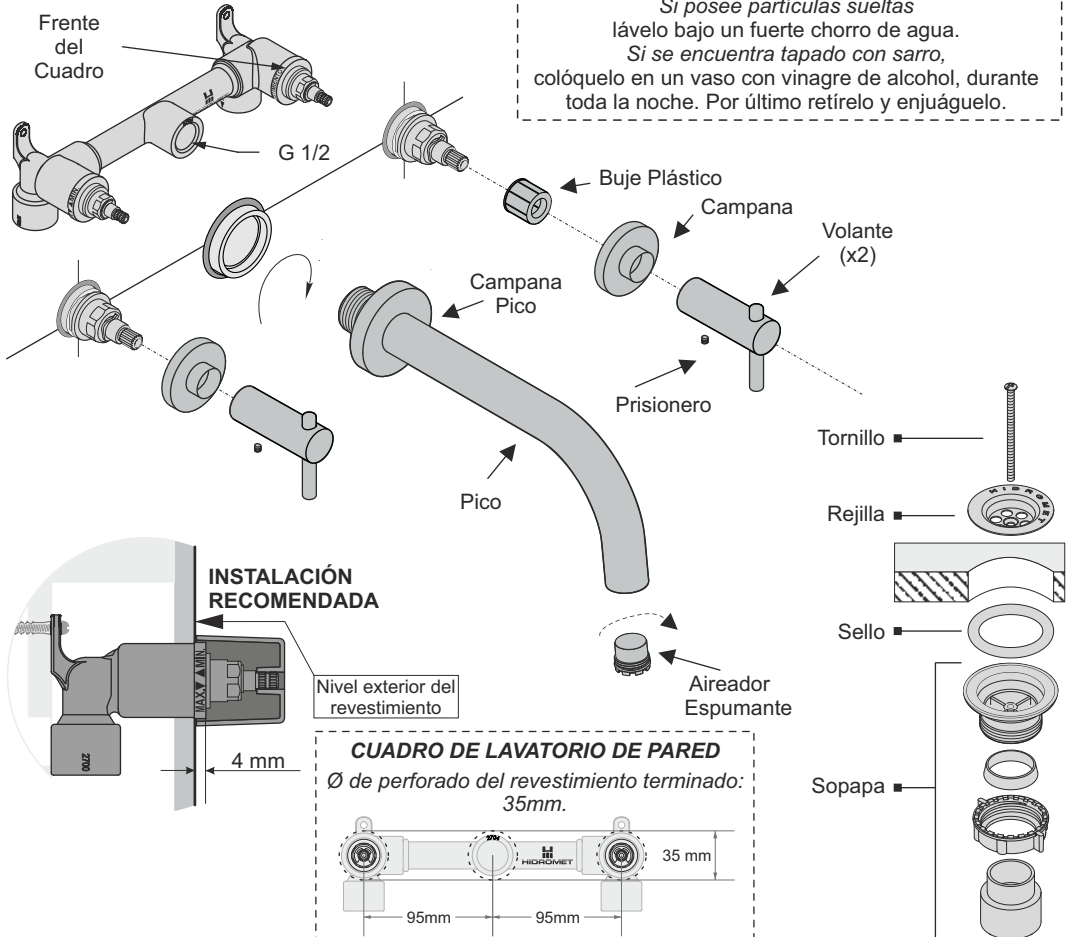 Si posee partículas sueltas
lávelo bajo un fuerte chorro de agua.
Si se encuentra tapado con sarro,
colóquelo en un vaso con vinagre de alcohol, durante
toda la noche. Por último retírelo y enjuáguelo.
Frente
del
Cuadro
G 1/2
Buje Plástico
Campana
Volante
(x2)
Campana
Pico
Prisionero
Pico
Tornillo
HIDROMET
Rejilla
Sello
Sopapa
Aireador
Espumante
INSTALACIÓN
RECOMENDADA
Nivel exterior del
revestimiento
MAX. MIN.
2700
4 mm
CUADRO DE LAVATORIO DE PARED
Ø de perforado del revestimiento terminado:
35mm.
HIDROMET
35 mm
95mm
95mm